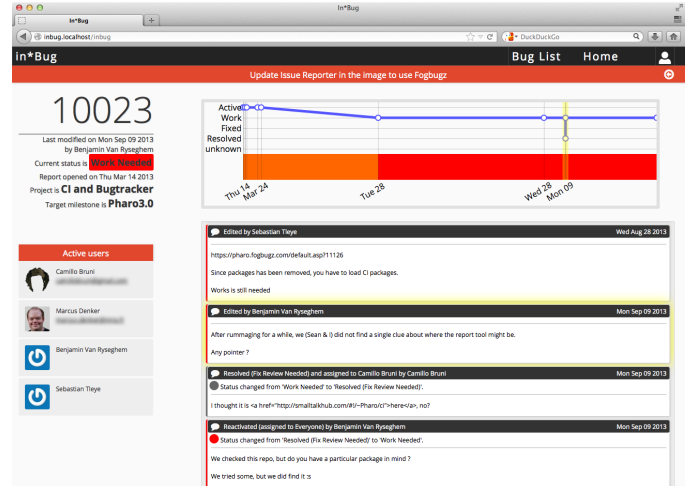 In*Bug
In*Bug
inbug.localhost/inbug
DuckDuckGo
in*Bug
Bug List
Home
Update Issue Reporter in the image to use Fogbugz
10023
Last modified on Mon Sep 09 2013
by Benjamin Van Ryseghem
Current status is Work Needed
Report opened on Thu Mar 14 2013
Project is CI and Bugtracker
Target milestone is Pharo3.0
Active users
Camillo Bruni
Marcus Denker
Benjamin Van Ryseghem
Sebastian Tleye
Active
Work
Fixed
Resolved
unknown
Thu 14
Mar 24
Tue 28
Wed 28
Mon 09
Edited by Sebastian Tleye
Wed Aug 28 2013
https://pharo.fogbugz.com/default.asp?11126
Since packages has been removed, you have to load CI packages.
Works is still needed
Edited by Benjamin Van Ryseghem
Mon Sep 09 2013
After rummaging for a while, we (Sean & I) did not find a single clue about where the report tool might be.
Any pointer ?
Resolved (Fix Review Needed) and assigned to Camillo Bruni by Camillo Bruni
Mon Sep 09 2013
Status changed from 'Work Needed' to 'Resolved (Fix Review Needed)'.
I thought it is <a href="http://smalltalkhub.com/#!/~Pharo/ci">here</a>, no?
Reactivated (assigned to Everyone) by Benjamin Van Ryseghem
Mon Sep 09 2013
Status changed from 'Resolved (Fix Review Needed)' to 'Work Needed'.
We checked this repo, but do you have a particular package in mind ?
We tried some, but we did find it :s